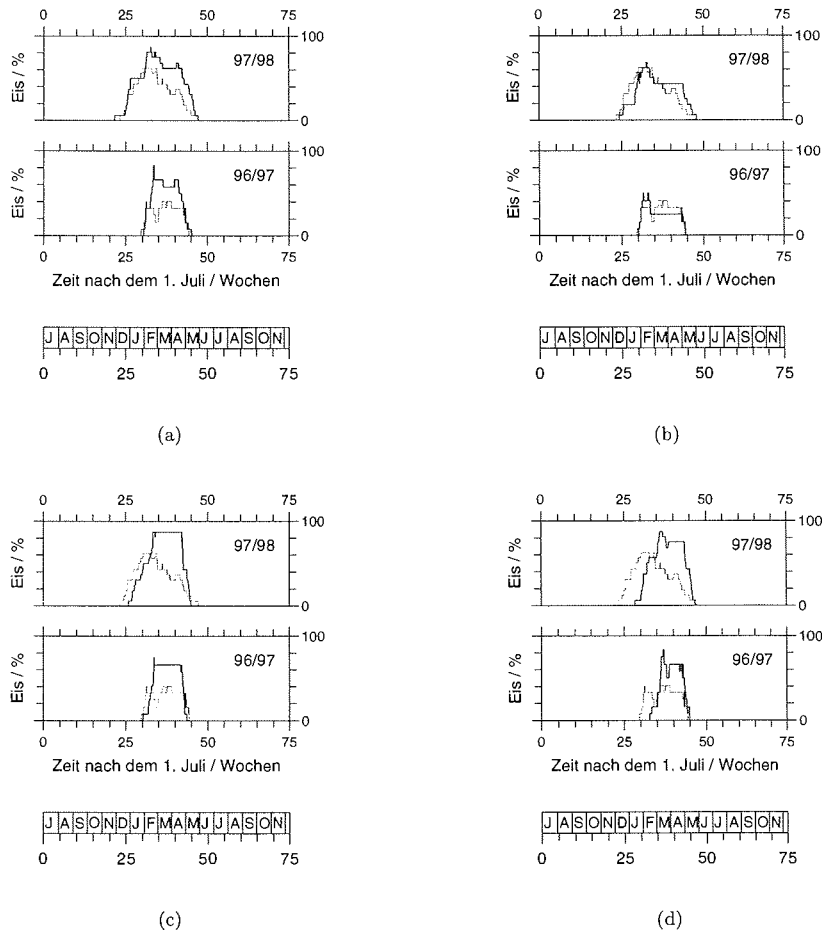 0 25 50 75
100
97/98
Eis / %
0
100
96/97
Eis / %
0
0 25 50 75
Zeit nach dem 1. Juli / Wochen
J A S O N D J F M A M J J A S O N
0 25 50 75
(a)
0 25 50 75
100
97/98
Eis / %
0
100
96/97
Eis / %
0
0 25 50 75
Zeit nach dem 1. Juli / Wochen
J A S O N D J F M A M J J A S O N
0 25 50 75
(b)
0 25 50 75
100
97/98
Eis / %
0
100
96/97
Eis / %
0
0 25 50 75
Zeit nach dem 1. Juli / Wochen
J A S O N D J F M A M J J A S O N
0 25 50 75
(c)
0 25 50 75
100
97/98
Eis / %
0
100
96/97
Eis / %
0
0 25 50 75
Zeit nach dem 1. Juli / Wochen
J A S O N D J F M A M J J A S O N
0 25 50 75
(d)